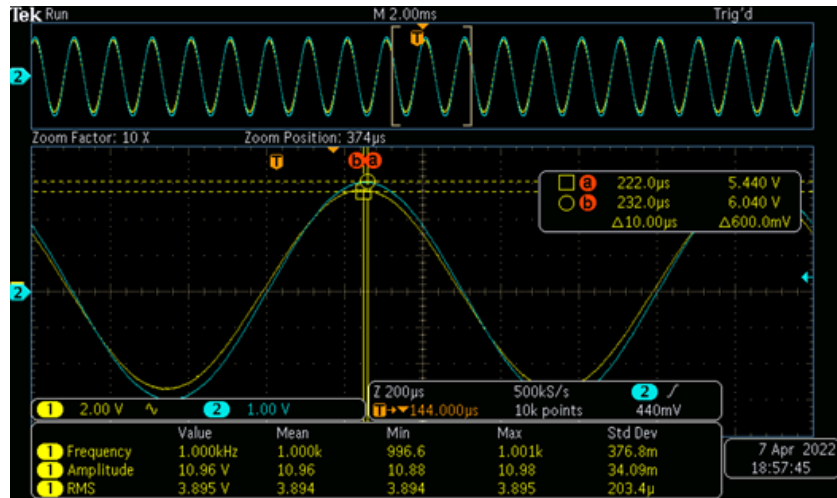 Tek Run M 2.00ms Trig'd
T
2
Zoom Factor: 10 X Zoom Position: 374µs
T b a
a 222.0µs 5.440 V
b 232.0µs 6.040 V
Δ10.00µs Δ600.0mV
2
Z 200µs 500kS/s 2
1 2.00 V 2 1.00 V T→▼144.000µs 10k points 440mV
Value Mean Min Max Std Dev
1 Frequency 1.000kHz 1.000k 996.6 1.001k 376.8m
1 Amplitude 10.96 V 10.96 10.88 10.98 34.09m
1 RMS 3.895 V 3.894 3.894 3.895 203.4µ
7 Apr 2022
18:57:45